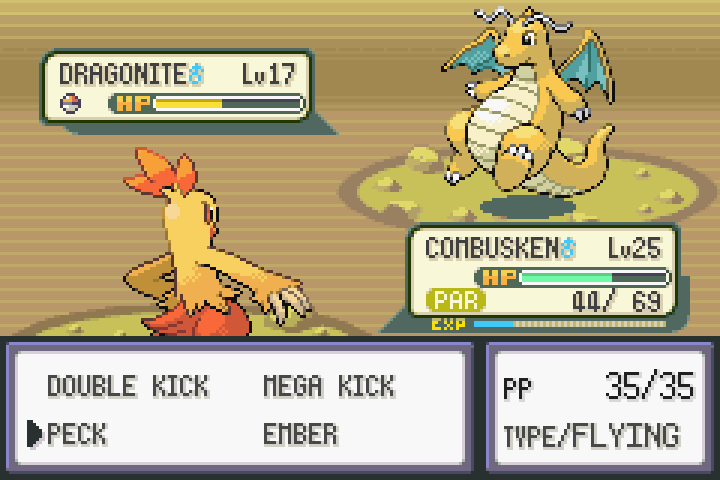 DRAGONITE♂ Lv17
HP
COMBUSKEN♂ Lv25
HP
PAR 44/ 69
EXP
DOUBLE KICK MEGA KICK
PECK EMBER
PP 35/35
TYPE/FLYING